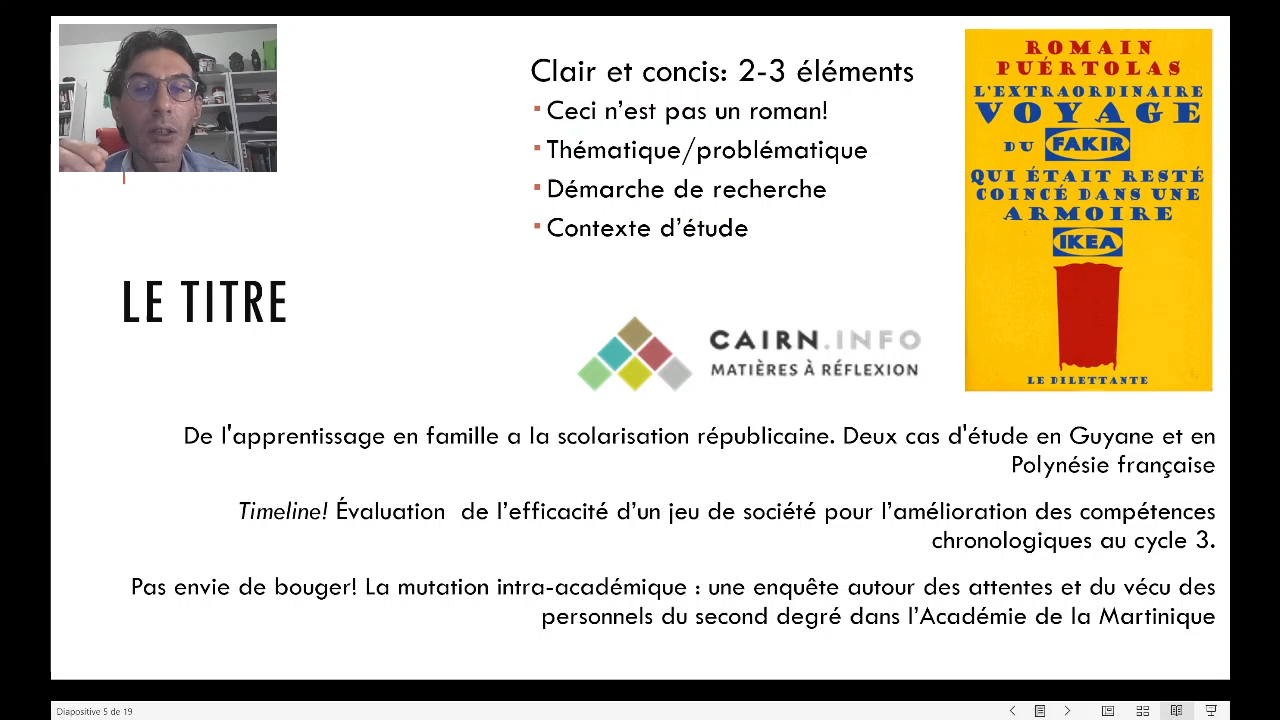 LE TITRE
Clair et concis: 2-3 éléments
Ceci n’est pas un roman!
Thématique/problématique
Démarche de recherche
Contexte d’étude
ROMAIN
PUÉRTOLAS
L'EXTRAORDINAIRE
VOYAGE
DU FAKIR
QUI ÉTAIT RESTÉ
COINCÉ DANS UNE
ARMOIRE
IKEA
LE DILETTANTE
CAIRN.INFO
MATIÈRES À RÉFLEXION
De l'apprentissage en famille a la scolarisation républicaine. Deux cas d'étude en Guyane et en
Polynésie française
Timeline! Évaluation  de l’efficacité d’un jeu de société pour l’amélioration des compétences
chronologiques au cycle 3.
Pas envie de bouger! La mutation intra-académique : une enquête autour des attentes et du vécu des
personnels du second degré dans l’Académie de la Martinique
Diapositive 5 de 19